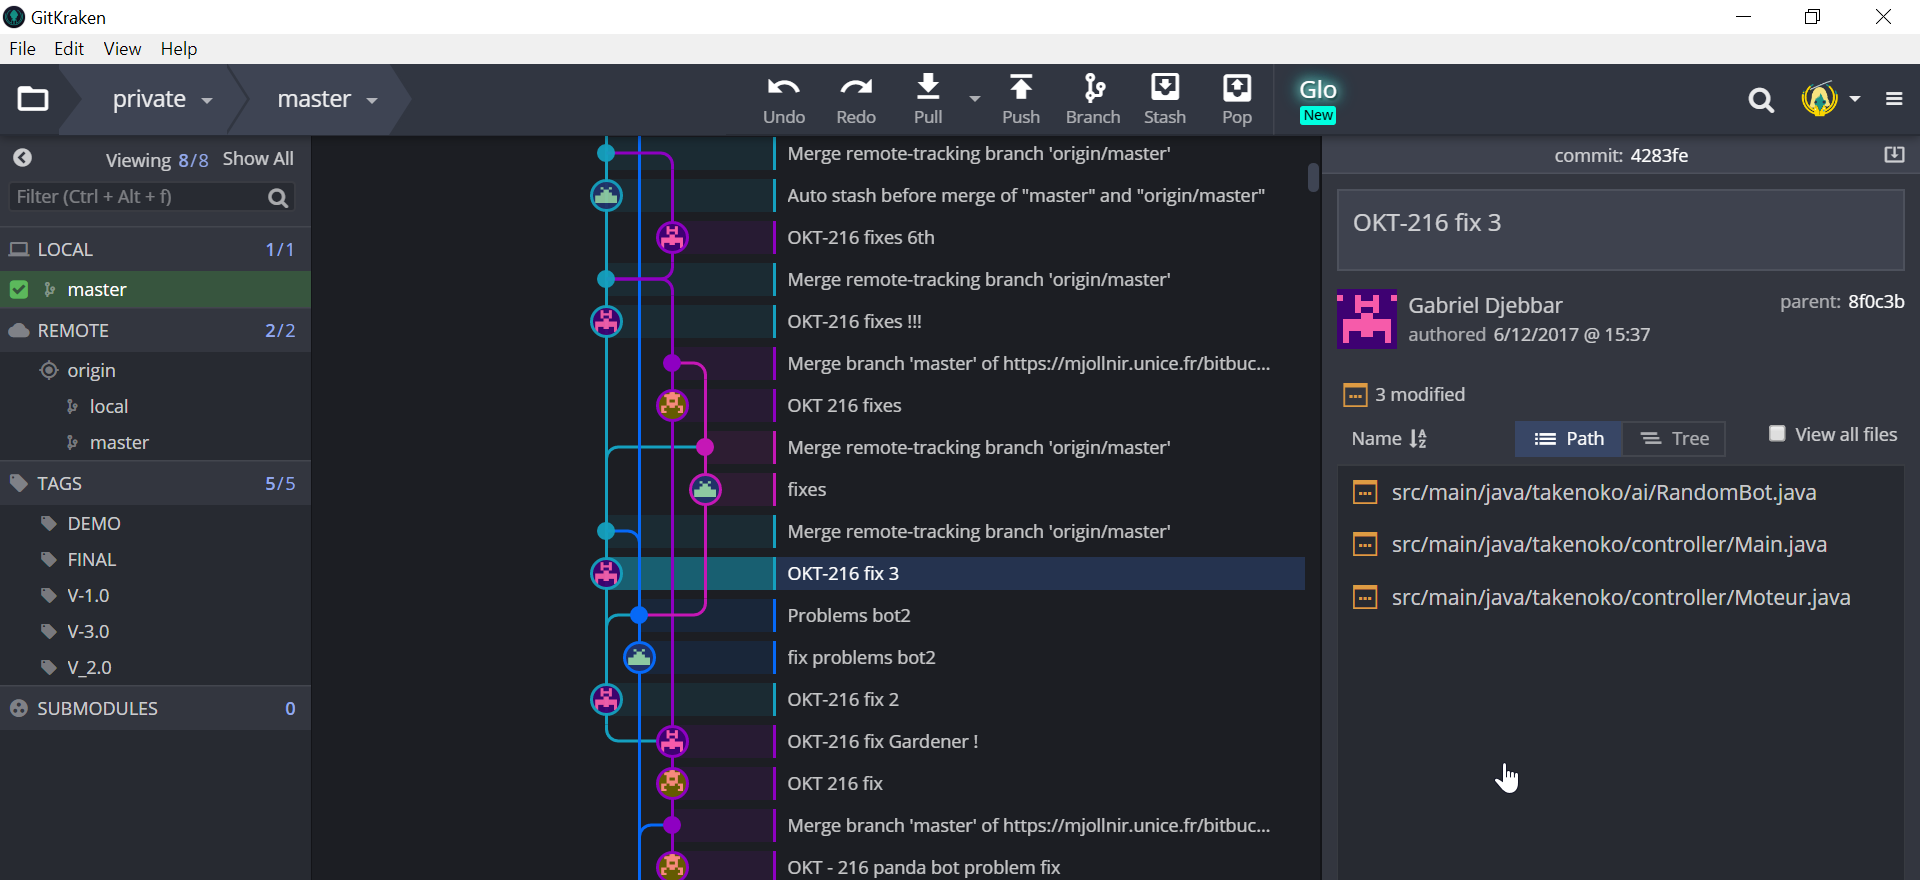 GitKraken
File Edit View Help
private master Undo Redo Pull Push Branch Stash Pop Glo New
Viewing 8/8 Show All
Filter (Ctrl + Alt + f)
LOCAL 1/1
master
REMOTE 2/2
origin
local
master
TAGS 5/5
DEMO
FINAL
V-1.0
V-3.0
V_2.0
SUBMODULES 0
Merge remote-tracking branch 'origin/master'
Auto stash before merge of "master" and "origin/master"
OKT-216 fixes 6th
Merge remote-tracking branch 'origin/master'
OKT-216 fixes !!!
Merge branch 'master' of https://mjollnir.unice.fr/bitbuc...
OKT 216 fixes
Merge remote-tracking branch 'origin/master'
fixes
Merge remote-tracking branch 'origin/master'
OKT-216 fix 3
Problems bot2
fix problems bot2
OKT-216 fix 2
OKT-216 fix Gardener !
OKT 216 fix
Merge branch 'master' of https://mjollnir.unice.fr/bitbuc...
OKT - 216 panda bot problem fix
commit: 4283fe
OKT-216 fix 3
Gabriel Djebbar parent: 8f0c3b
authored 6/12/2017 @ 15:37
3 modified
Name Path Tree View all files
src/main/java/takenoko/ai/RandomBot.java
src/main/java/takenoko/controller/Main.java
src/main/java/takenoko/controller/Moteur.java